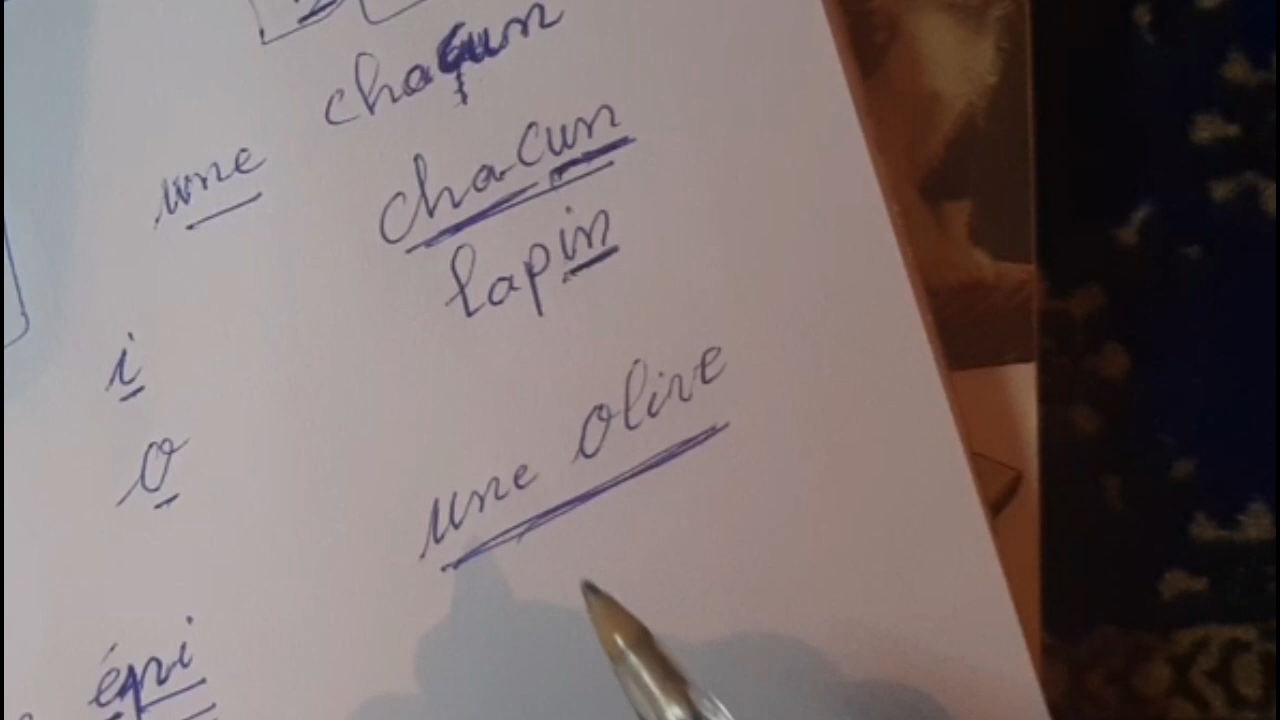 chacun
une
chacun
lapin
i
o
une olive
épi